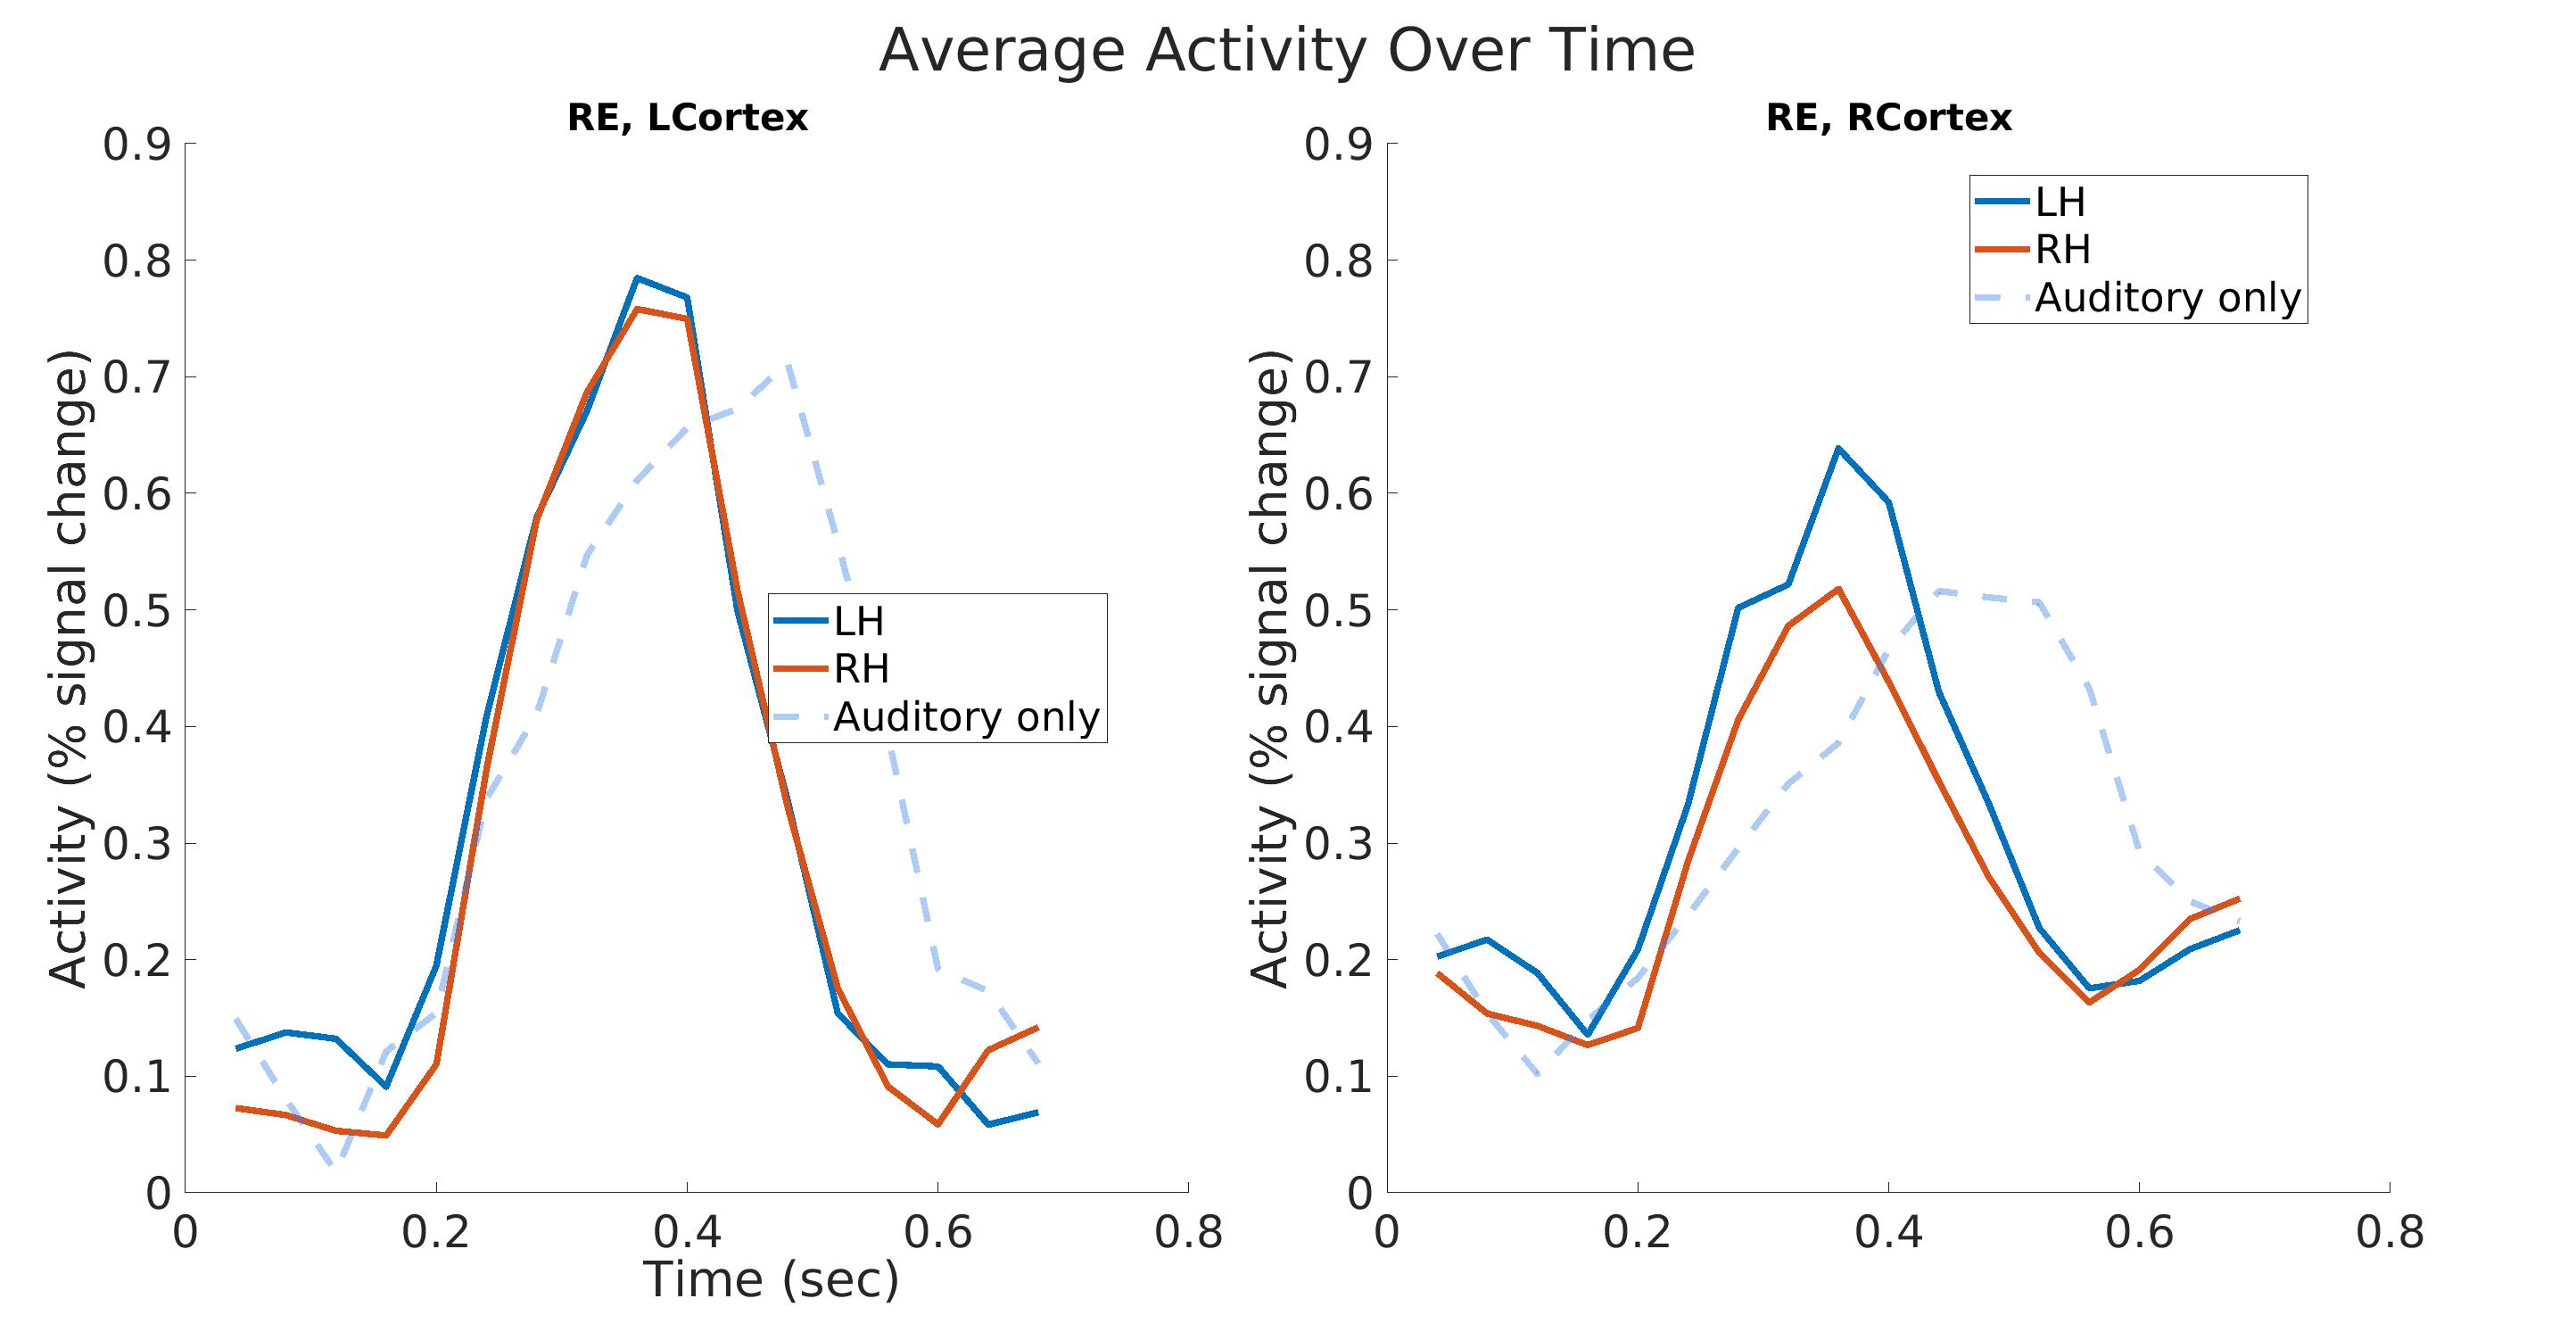 Average Activity Over Time
RE, LCortex
0.9
0.8
0.7
0.6
0.5
0.4
0.3
0.2
0.1
0
Activity (% signal change)
0 0.2 0.4 0.6 0.8
Time (sec)
LH
RH
Auditory only
RE, RCortex
0.9
0.8
0.7
0.6
0.5
0.4
0.3
0.2
0.1
0
Activity (% signal change)
0 0.2 0.4 0.6 0.8
LH
RH
Auditory only